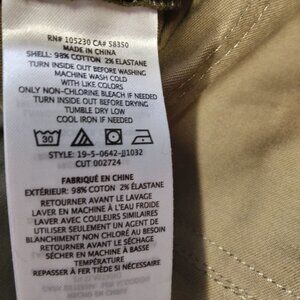 RN# 105230 CA# 58350
MADE IN CHINA
SHELL: 98% COTTON 2% ELASTANE
TURN INSIDE OUT BEFORE WASHING
MACHINE WASH COLD
WITH LIKE COLORS
ONLY NON-CHLORINE BLEACH IF NEEDED
TURN INSIDE OUT BEFORE DRYING
TUMBLE DRY LOW
COOL IRON IF NEEDED
30
STYLE: 19-5-0642-JJ1032
CUT 002724
FABRIQUÉ EN CHINE
EXTÉRIEUR: 98% COTON 2% ÉLASTANE
RETOURNER AVANT LE LAVAGE
LAVER EN MACHINE À L'EAU FROIDE
LAVER AVEC COULEURS SIMILAIRES
UTILISER SEULEMENT UN AGENT DE
BLANCHIMENT NON CHLORÉ AU BESOIN
RETOURNER AVANT LE SÉCHAGE
SÉCHER EN MACHINE À BASSE
TEMPÉRATURE
REPASSER À FER TIÈDE SI NÉCESSAIRE